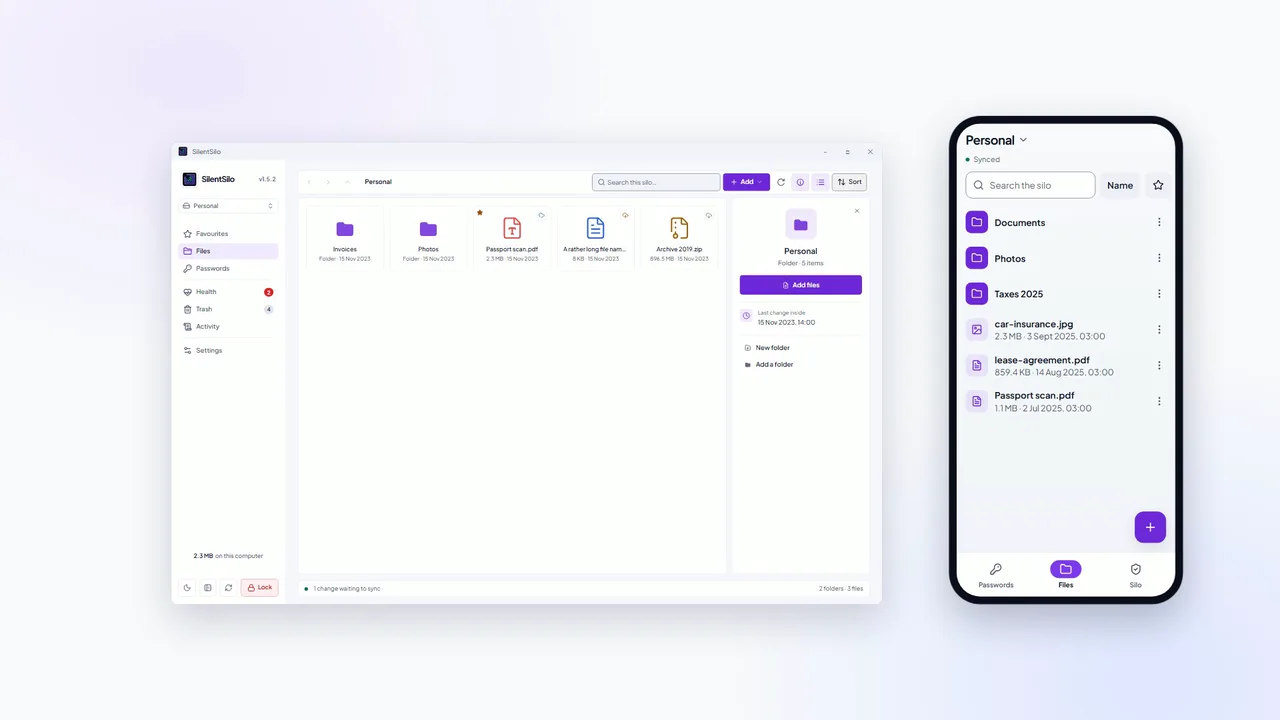 SilentSilo
SilentSilo
v1.5.2
Personal
Favourites
Files
Passwords
Health
2
Trash
4
Activity
Settings
2.3 MB on this computer
Lock
Personal
Search this silo...
Add
Sort
Invoices
Folder · 15 Nov 2023
Photos
Folder · 15 Nov 2023
Passport scan.pdf
2.3 MB · 15 Nov 2023
A rather long file nam...
8 KB · 15 Nov 2023
Archive 2019.zip
896.3 MB · 15 Nov 2023
Personal
Folder · 5 items
Add files
Last change inside
15 Nov 2023, 14:00
New folder
Add a folder
1 change waiting to sync
2 folders · 3 files
Personal
Synced
Search the silo
Name
Documents
Photos
Taxes 2025
car-insurance.jpg
2.3 MB · 3 Sept 2025, 03:00
lease-agreement.pdf
859.4 KB · 14 Aug 2025, 03:00
Passport scan.pdf
1.1 MB · 2 Jul 2025, 03:00
Passwords
Files
Silo